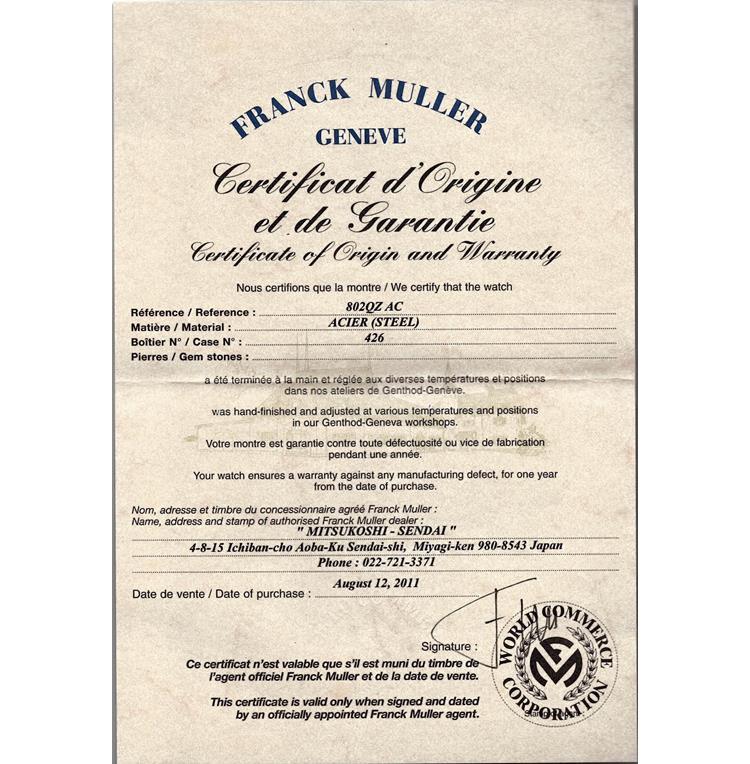 FRANCK MULLER
GENEVE
Certificat d'Origine
et de Garantie
Certificate of Origin and Warranty
Nous certifions que la montre / We certify that the watch
Référence / Reference : 802QZ AC
Matière / Material : ACIER (STEEL)
Boîtier N° / Case N° : 426
Pierres / Gem stones :
a été terminée à la main et réglée aux diverses températures et positions
dans nos ateliers de Genthod-Genève.
was hand-finished and adjusted at various temperatures and positions
in our Genthod-Geneva workshops.
Votre montre est garantie contre toute défectuosité ou vice de fabrication
pendant une année.
Your watch ensures a warranty against any manufacturing defect, for one year
from the date of purchase.
Nom, adresse et timbre du concessionnaire agréé Franck Muller :
Name, address and stamp of authorised Franck Muller dealer :
" MITSUKOSHI - SENDAI "
4-8-15 Ichiban-cho Aoba-Ku Sendai-shi, Miyagi-ken 980-8543 Japan
Phone : 022-721-3371
Date de vente / Date of purchase : August 12, 2011
Signature :
WORLD COMMERCE
CORPORATION
Ce certificat n'est valable que s'il est muni du timbre de
l'agent officiel Franck Muller et de la date de vente.
This certificate is valid only when signed and dated
by an officially appointed Franck Muller agent.